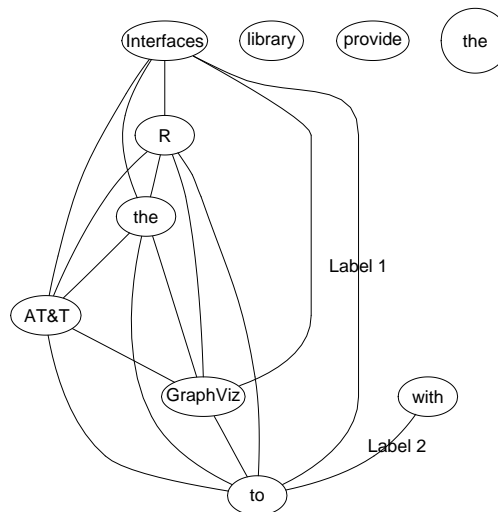 Interfaces library provide the
R
the
Label 1
AT&T
GraphViz with
Label 2
to